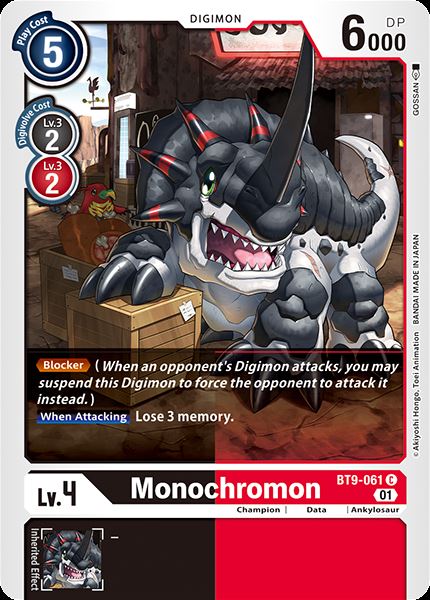 Play Cost
5
DIGIMON
6000
DP
Digivolve Cost
Lv.3
2
Lv.3
2
GOSSAN
© Akiyoshi Hongo, Toei Animation BANDAI MADE IN JAPAN
Blocker (When an opponent's Digimon attacks, you may
suspend this Digimon to force the opponent to attack it
instead.)
When Attacking Lose 3 memory.
BT9-061 C
Lv.4 Monochromon 01
Champion | Data | Ankylosaur
Inherited Effect
–